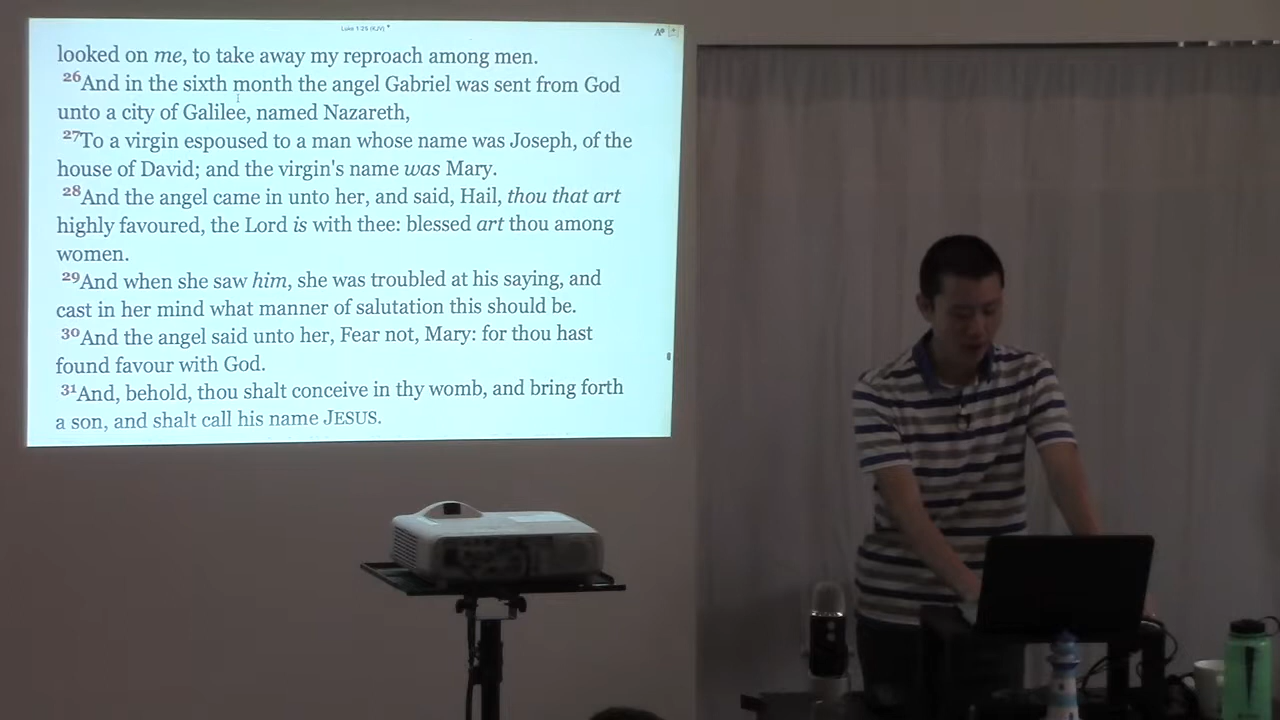 Luke 1:25 (KJV)
looked on me, to take away my reproach among men.
26And in the sixth month the angel Gabriel was sent from God
unto a city of Galilee, named Nazareth,
27To a virgin espoused to a man whose name was Joseph, of the
house of David; and the virgin's name was Mary.
28And the angel came in unto her, and said, Hail, thou that art
highly favoured, the Lord is with thee: blessed art thou among
women.
29And when she saw him, she was troubled at his saying, and
cast in her mind what manner of salutation this should be.
30And the angel said unto her, Fear not, Mary: for thou hast
found favour with God.
31And, behold, thou shalt conceive in thy womb, and bring forth
a son, and shalt call his name JESUS.